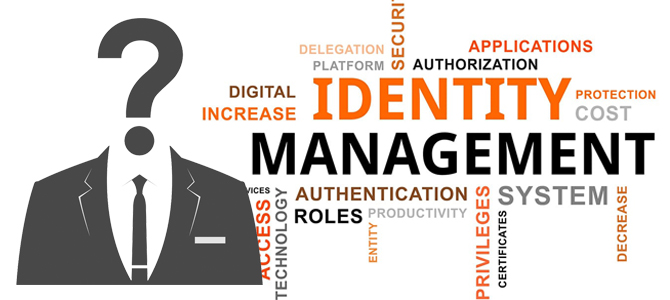 ?
DELEGATION
SECURIT
APPLICATIONS
PLATFORM
AUTHORIZATION
DIGITAL
IDENTITY
PROTECTION
INCREASE
COST
MANAGEMENT
VICES
AUTHENTICATION
SYSTEM
ROLES
PRODUCTIVITY
ACCESS
TECHNOLOGY
ENTITY
PRIVILEGES
CERTIFICATES
DECREASE